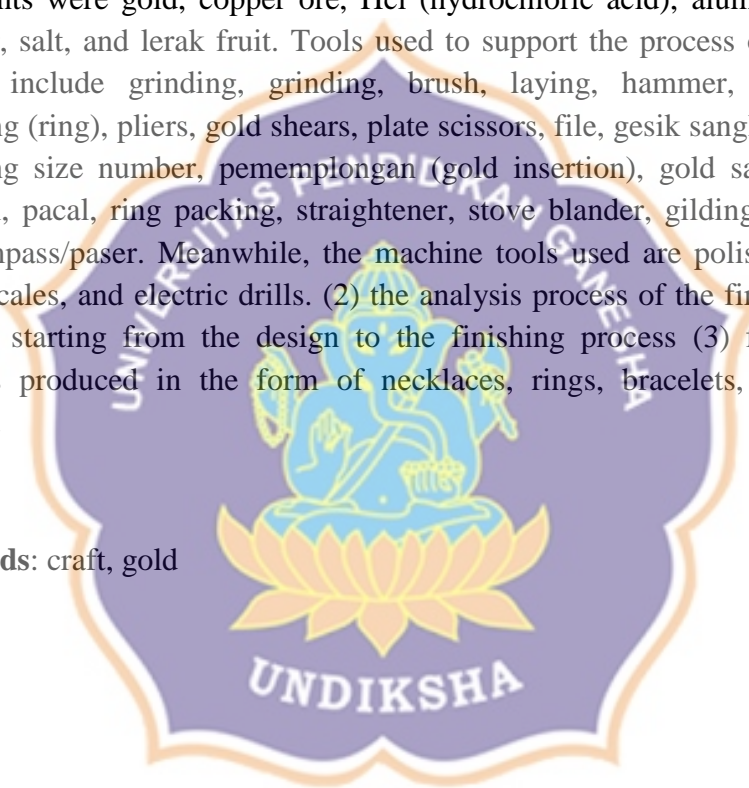 nts were gold, copper ore, Hcl (hydrochloric acid), alum
, salt, and lerak fruit. Tools used to support the process
include grinding, grinding, brush, laying, hammer,
ng (ring), pliers, gold shears, plate scissors, file, gesik
ng size number, pememplongan (gold insertion), gold
, pacal, ring packing, straightener, stove blander, gilding
mpass/paser. Meanwhile, the machine tools used are
cales, and electric drills. (2) the analysis process of the
starting from the design to the finishing process (3)
produced in the form of necklaces, rings, bracelets,
ds: craft, gold
UNIVERSITAS PENDIDIKAN GANESHA
UNDIKSHA